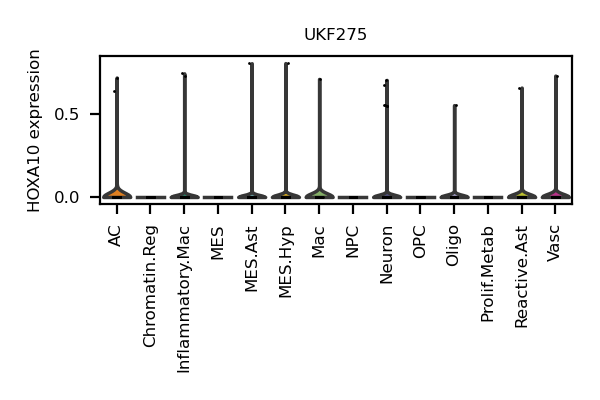 UKF275
HOXA10 expression
0.5
0.0
AC
Chromatin.Reg
Inflammatory.Mac
MES
MES.Ast
MES.Hyp
Mac
NPC
Neuron
OPC
Oligo
Prolif.Metab
Reactive.Ast
Vasc